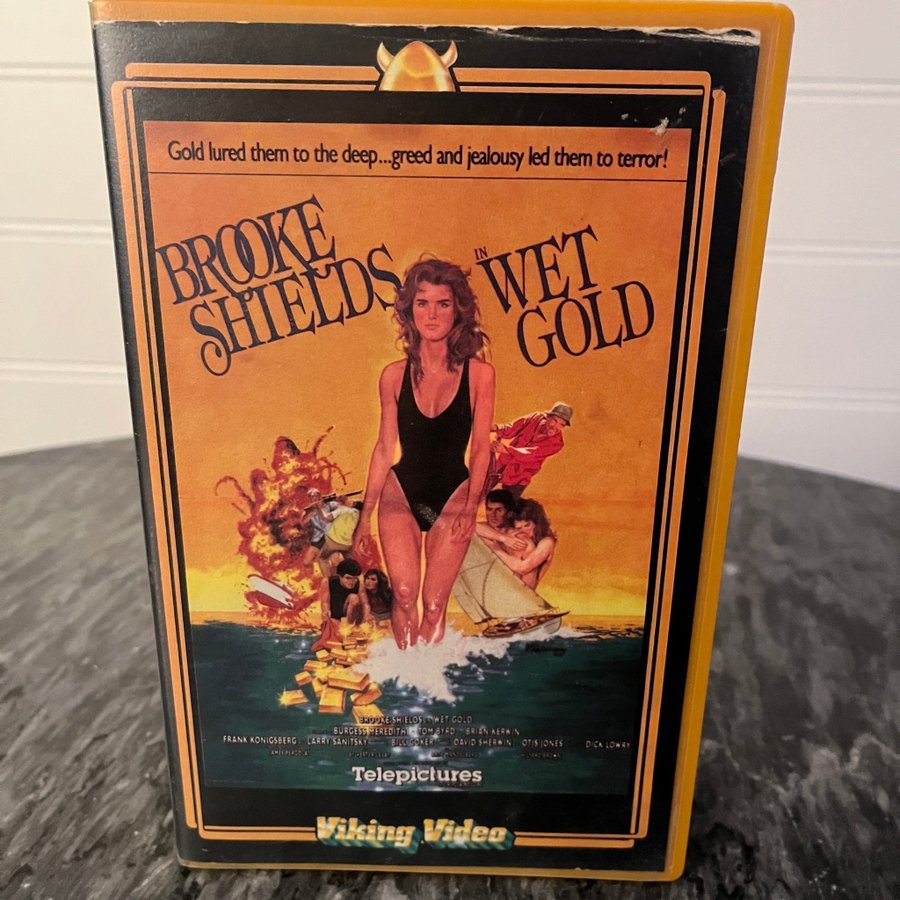 Gold lured them to the deep...greed and jealousy led them to terror!
BROOKE
SHIELDS
IN
WET
GOLD
BROOKE SHIELDS WET GOLD
BURGESS MEREDITH TOM BYRD BRIAN KERWIN
FRANK KONIGSBERG LARRY SANITSKY BILL COKER DAVID SHERWIN OTIS JONES DICK LOWRY
Telepictures
Viking Video